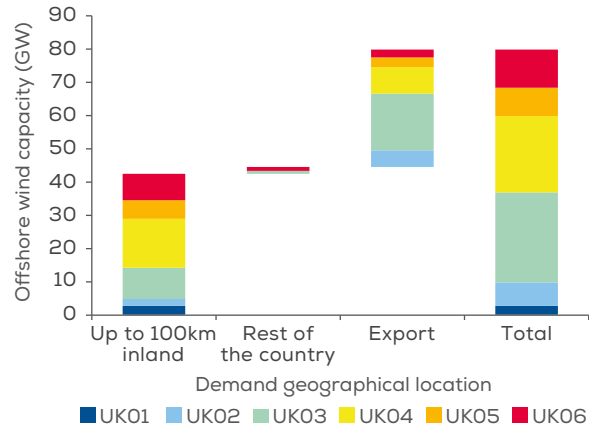 Offshore wind capacity (GW)
90
80
70
60
50
40
30
20
10
0
Up to 100km
inland
Rest of
the country
Export
Total
Demand geographical location
UK01 UK02 UK03 UK04 UK05 UK06